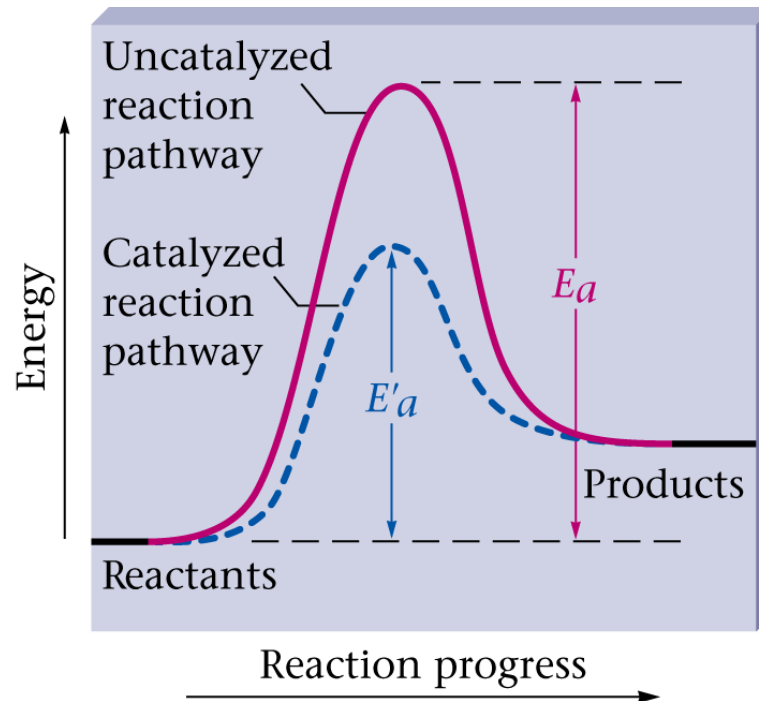 Uncatalyzed
reaction
pathway
Catalyzed
reaction
pathway
Energy
Ea
E'a
Products
Reactants
Reaction progress